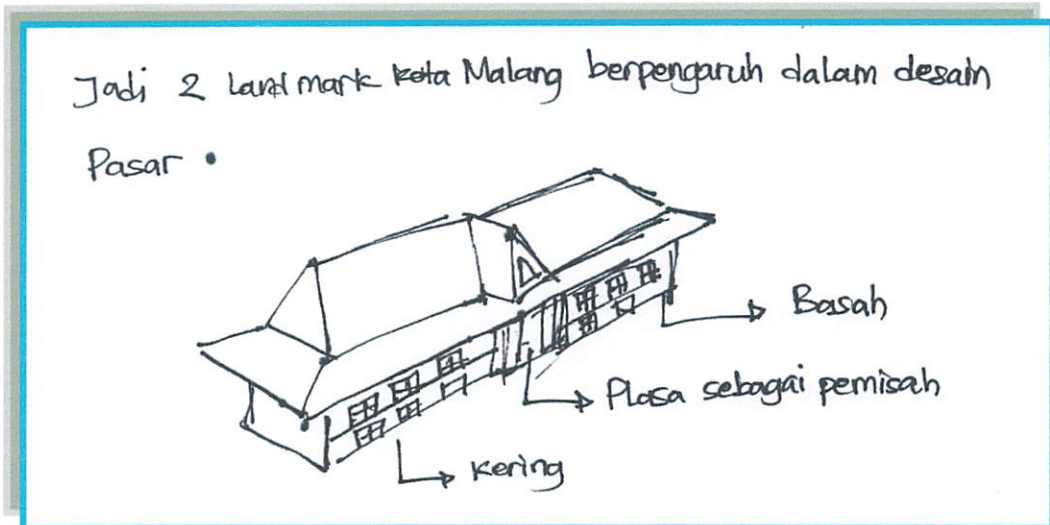 Jadi 2 landmark kota Malang berpengaruh dalam desain
Pasar .
Basah
Plasa sebagai pemisah
Kering